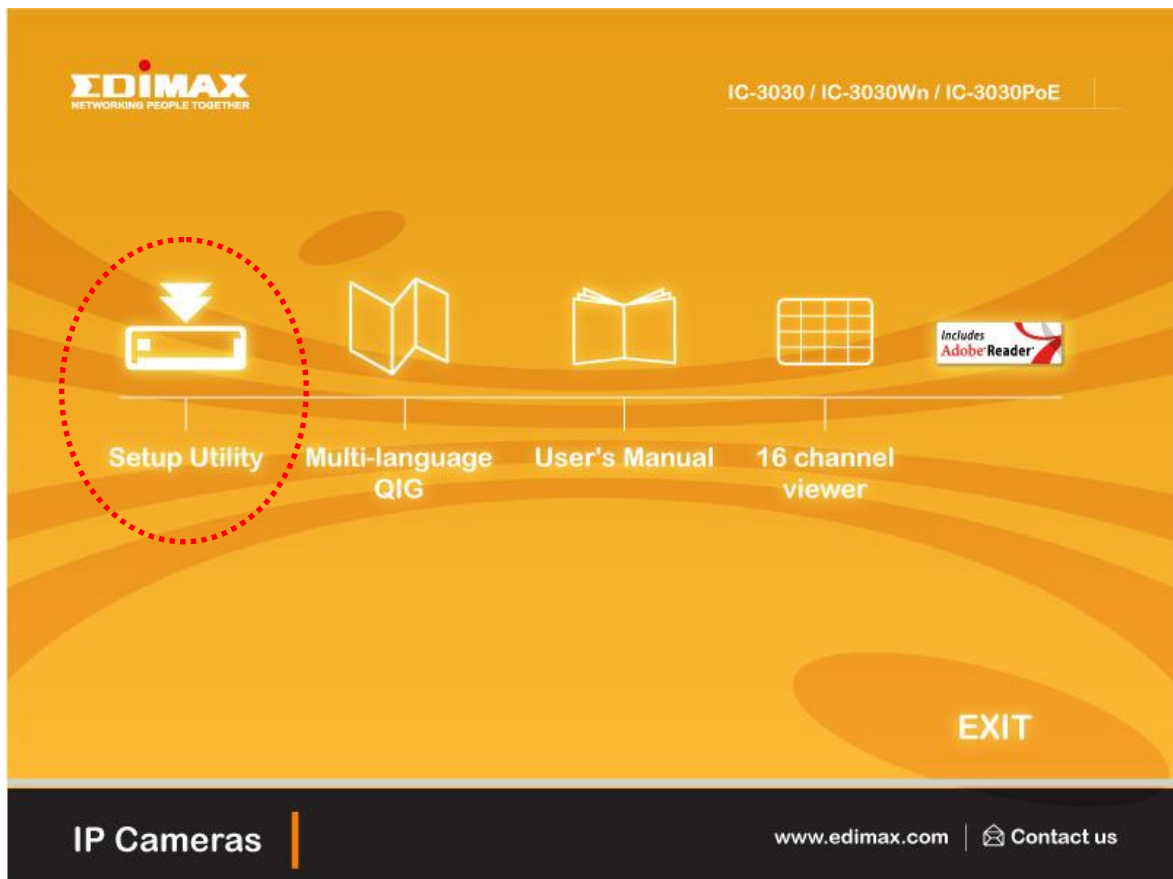 EDiMAX
NETWORKING PEOPLE TOGETHER
IC-3030 / IC-3030Wn / IC-3030PoE
Includes
Adobe Reader
Setup Utility
Multi-language
QIG
User's Manual
16 channel
viewer
EXIT
IP Cameras
www.edimax.com
Contact us